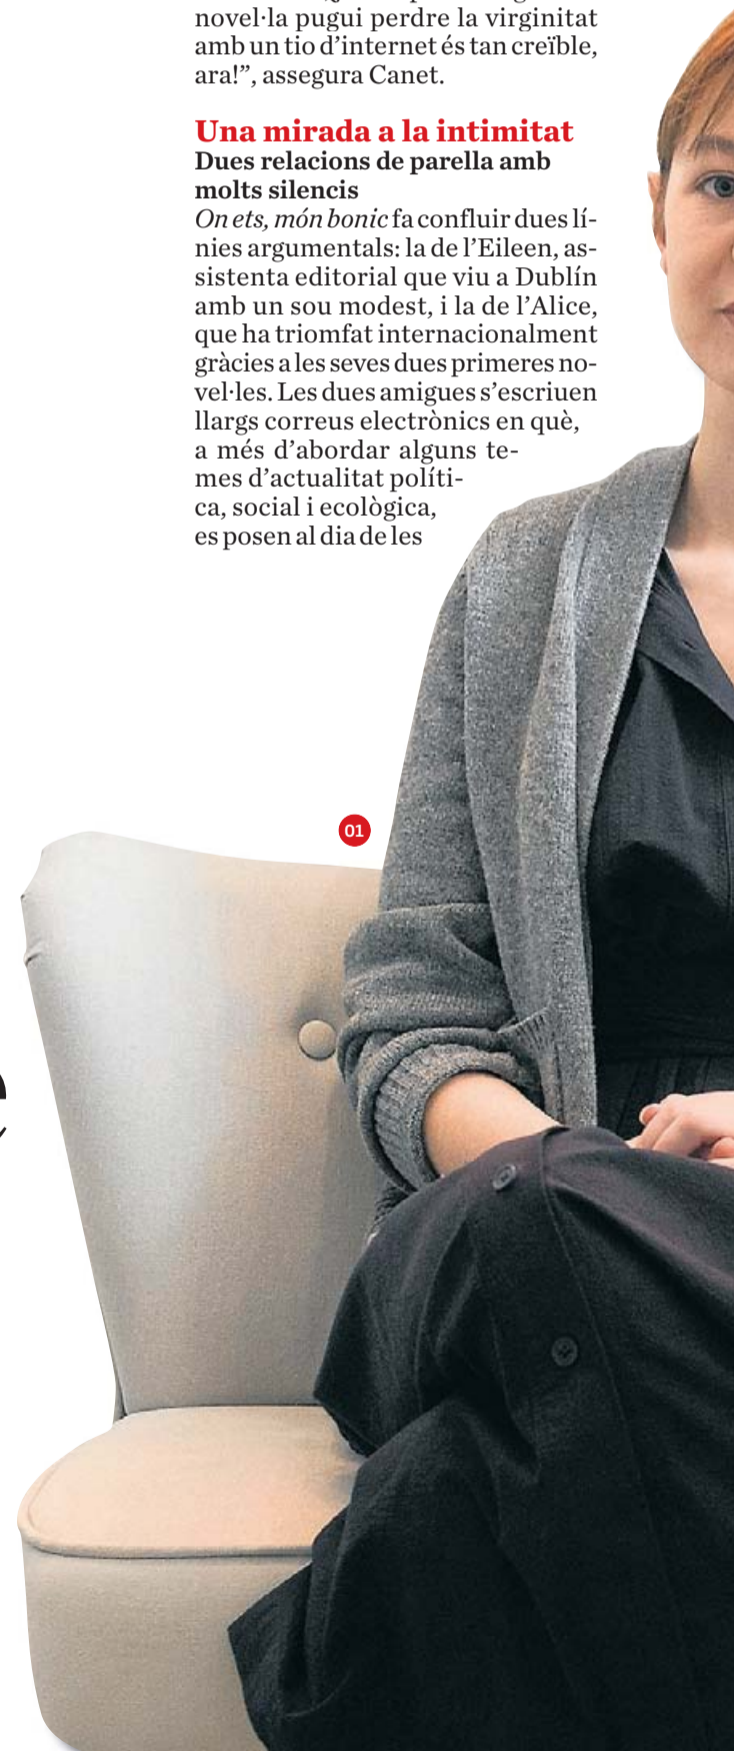 novel·la pugui perdre la virginitat
amb un tio d’internet és tan creïble,
ara!”, assegura Canet.
Una mirada a la intimitat
Dues relacions de parella amb
molts silencis
On ets, món bonic fa confluir dues lí-
nies argumentals: la de l’Eileen, as-
sistenta editorial que viu a Dublín
amb un sou modest, i la de l’Alice,
que ha triomfat internacionalment
gràcies a les seves dues primeres no-
vel·les. Les dues amigues s’escriuen
llargs correus electrònics en què,
a més d’abordar alguns te-
mes d’actualitat políti-
ca, social i ecològica,
es posen al dia de les
01